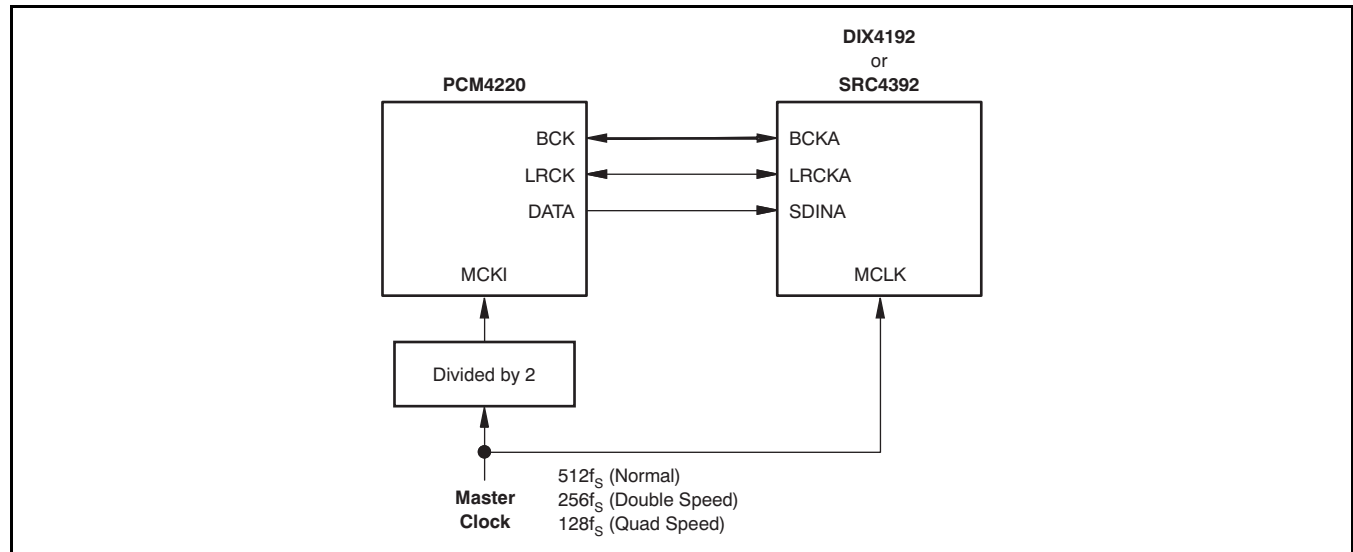 DIX4192
or
SRC4392
PCM4220
BCK
BCKA
LRCK
LRCKA
DATA
SDINA
MCKI
MCLK
Divided by 2
Master
Clock
512fS (Normal)
256fS (Double Speed)
128fS (Quad Speed)